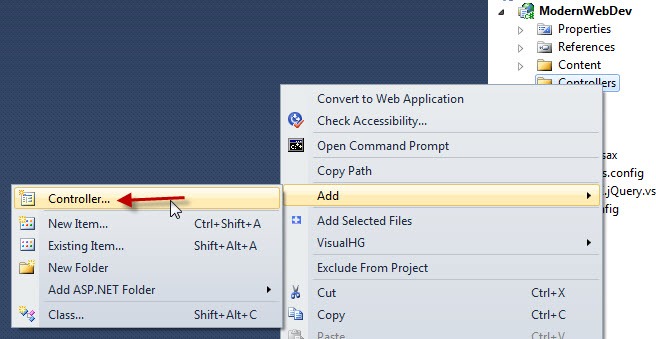 ModernWebDev
Properties
References
Content
Controllers
Convert to Web Application
Check Accessibility...
Open Command Prompt
Copy Path
Add
Add Selected Files
VisualHG
Exclude From Project
Cut Ctrl+X
Copy Ctrl+C
Paste Ctrl+V
sax
s.config
.jQuery.vs
fig
Controller...
New Item... Ctrl+Shift+A
Existing Item... Shift+Alt+A
New Folder
Add ASP.NET Folder
Class... Shift+Alt+C